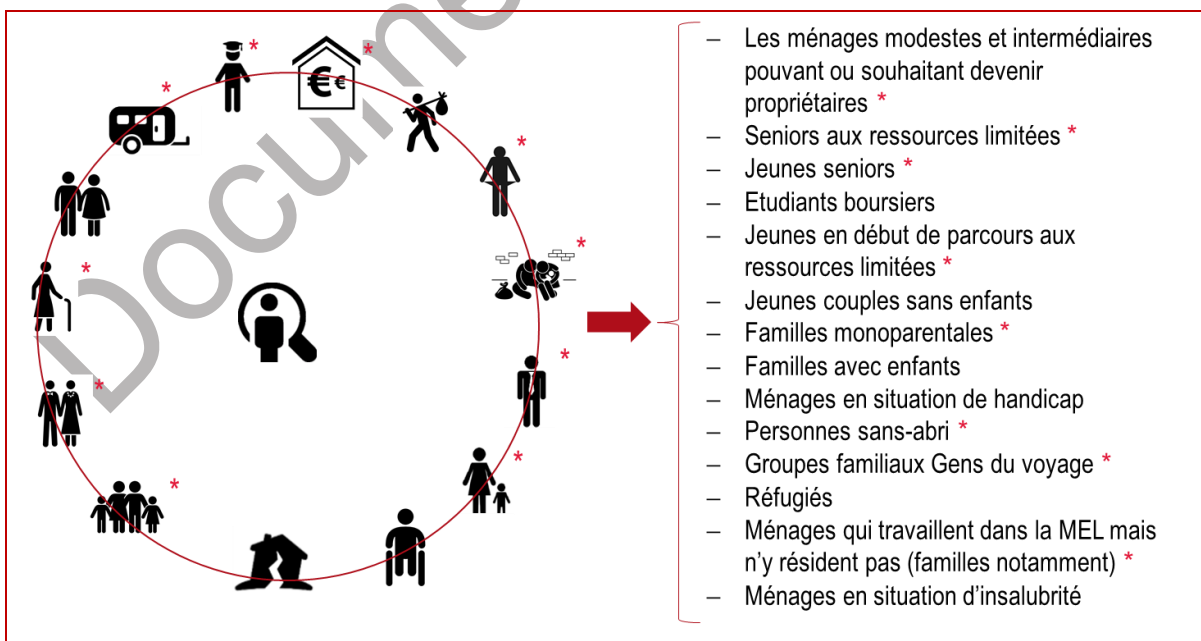 – Les ménages modestes et intermédiaires
pouvant ou souhaitant devenir
propriétaires *
– Seniors aux ressources limitées *
– Jeunes seniors *
– Etudiants boursiers
– Jeunes en début de parcours aux
ressources limitées *
– Jeunes couples sans enfants
– Familles monoparentales *
– Familles avec enfants
– Ménages en situation de handicap
– Personnes sans-abri *
– Groupes familiaux Gens du voyage *
– Réfugiés
– Ménages qui travaillent dans la MEL mais
n'y résident pas (familles notamment) *
– Ménages en situation d'insalubrité
* * * * * * * * * * *
€€
Docume